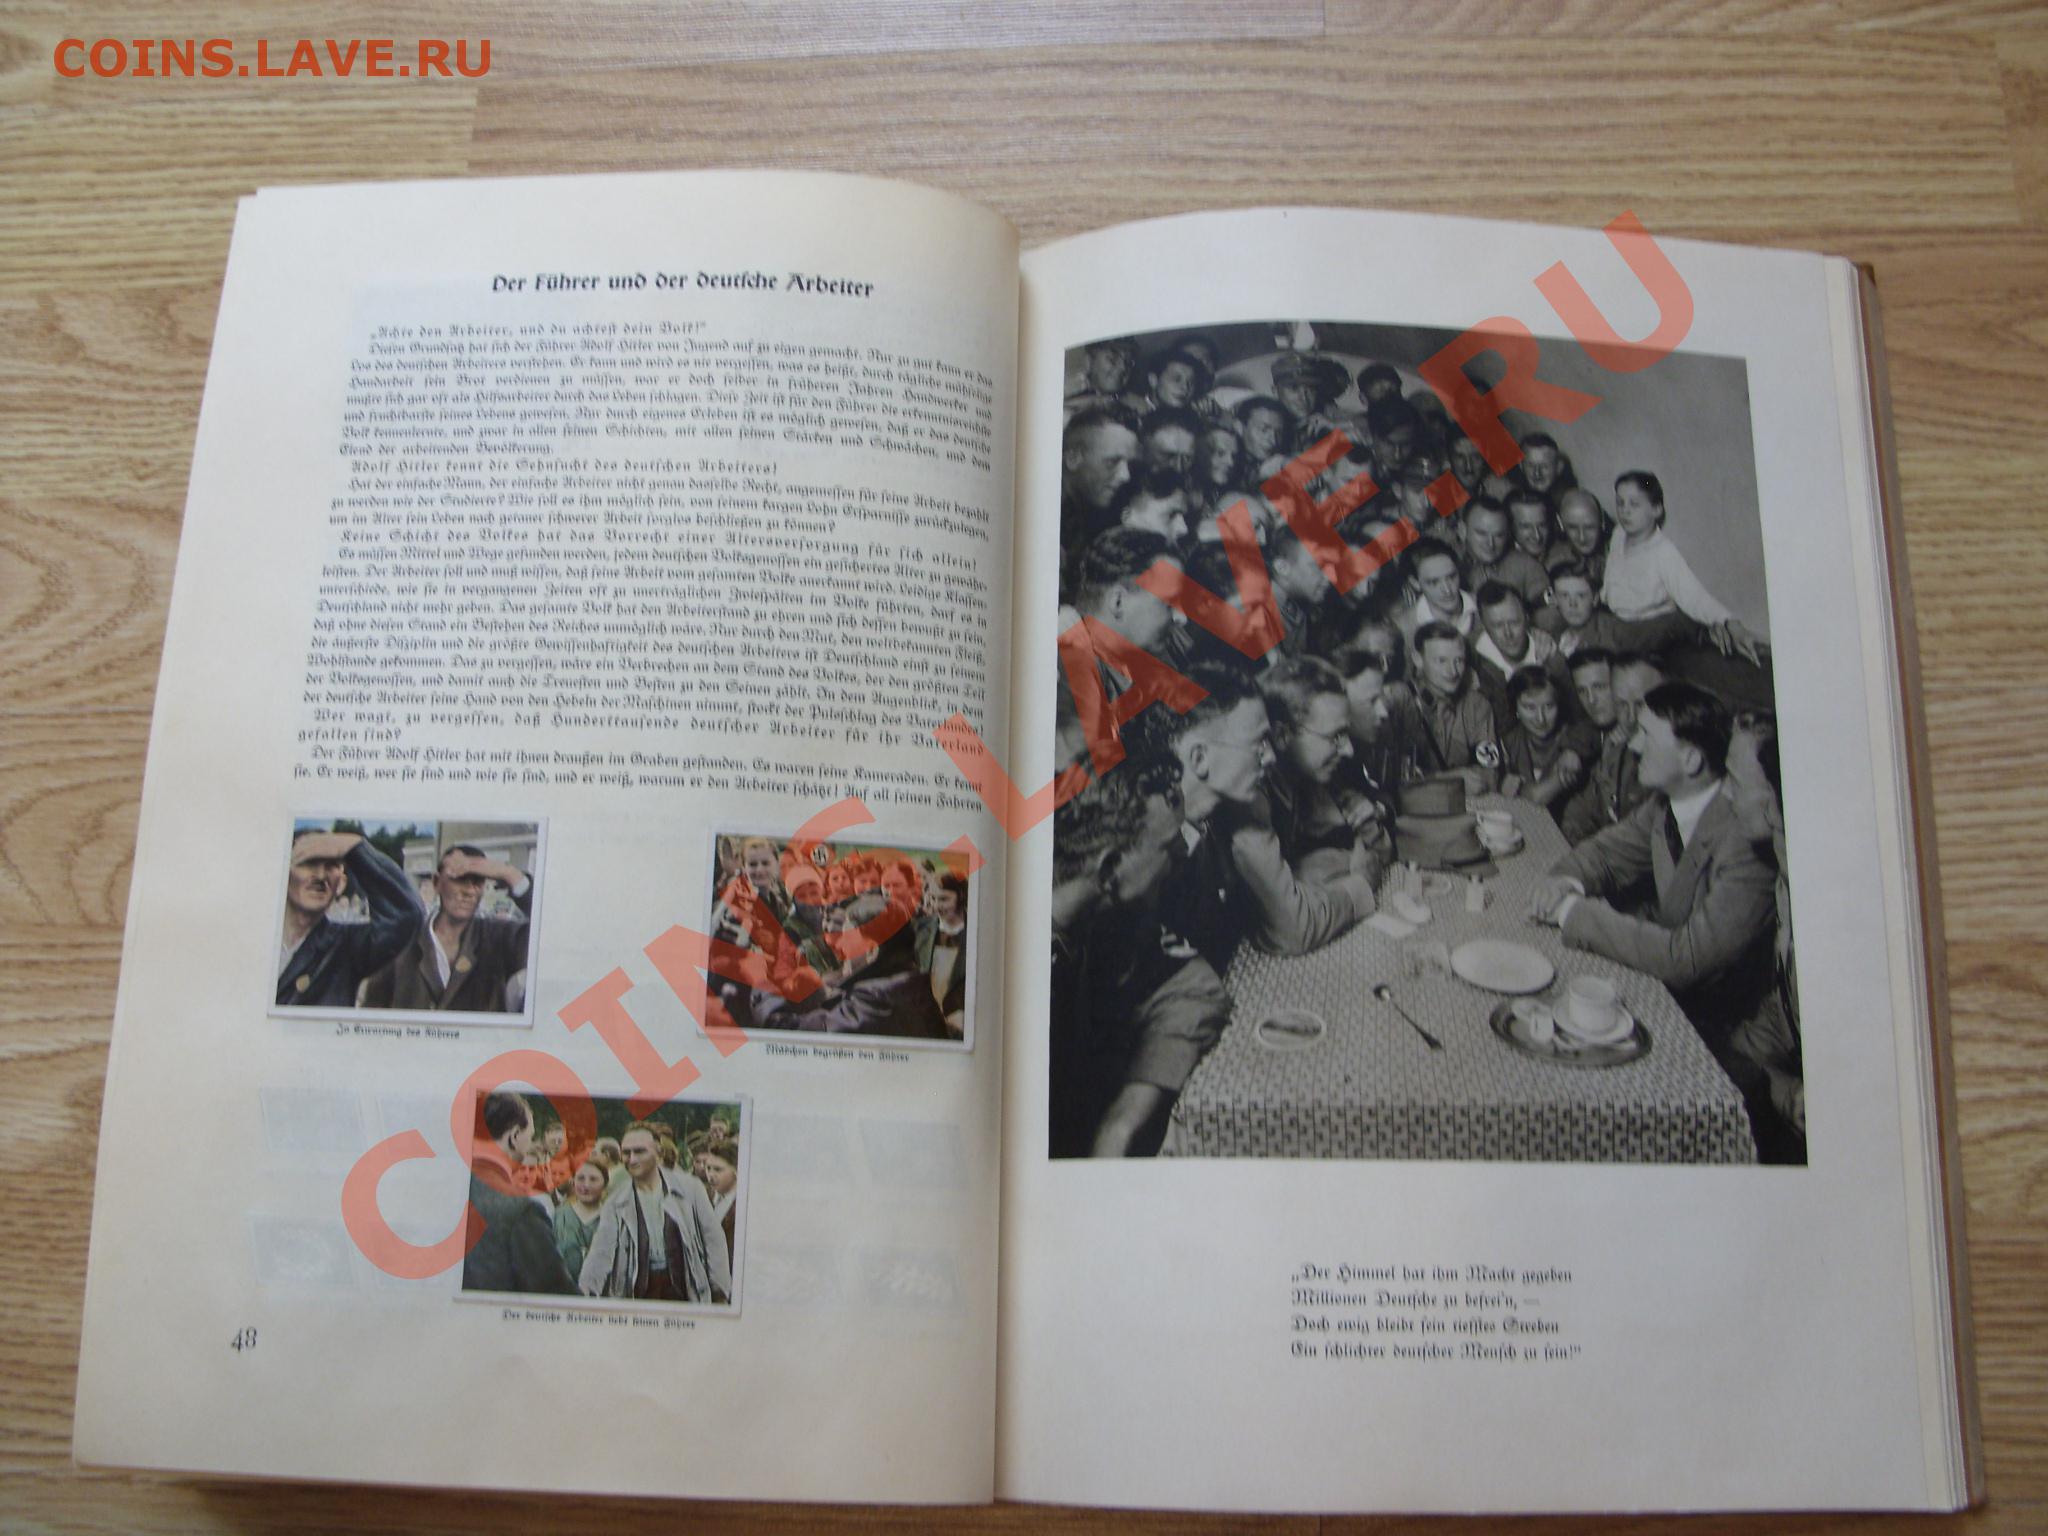 COINS.LAVE.RU
Der Führer und der deutsche Arbeiter
„Achte den Arbeiter, und du achtest dein Volk!“
Diesen Grundsatz hat sich der Führer Adolf Hitler von Jugend auf zu eigen gemacht. Nur zu gut kann er das
Los des deutschen Arbeiters verstehen. Er kann und wird es nie vergessen, was es heißt, durch tägliche mühselige
Handarbeit sein Brot verdienen zu müssen, war er doch selber in früheren Jahren Handwerker und
mußte sich gar oft als Hilfsarbeiter durch das Leben schlagen. Diese Zeit ist für den Führer die erkenntnisreichste
und fruchtbarste seines Lebens gewesen. Nur durch eigenes Erleben ist es möglich gewesen, daß er das deutsche
Volk kennenlernte, und zwar in allen seinen Schichten, mit allen seinen Stärken und Schwächen, und dem
Elend der arbeitenden Bevölkerung.
Adolf Hitler kennt die Sehnsucht des deutschen Arbeiters!
Hat der einfache Mann, der einfache Arbeiter nicht genau dasselbe Recht, angemessen für seine Arbeit bezahlt
zu werden wie der Studierte? Wie soll es ihm möglich sein, von seinem kargen Lohn Ersparnisse zurückzulegen,
um im Alter sein Leben nach getaner schwerer Arbeit sorglos beschließen zu können?
Keine Schicht des Volkes hat das Vorrecht einer Altersversorgung für sich allein!
Es müssen Mittel und Wege gefunden werden, jedem deutschen Volksgenossen ein gesichertes Alter zu gewähr-
leisten. Der Arbeiter soll und muß wissen, daß seine Arbeit vom gesamten Volke anerkannt wird. Leidige Klassen-
unterschiede, wie sie in vergangenen Zeiten oft zu unerträglichen Zwiespälten im Volke führten, darf es in
Deutschland nicht mehr geben. Das gesamte Volk hat den Arbeiterstand zu ehren und sich dessen bewußt zu sein,
daß ohne diesen Stand ein Bestehen des Reiches unmöglich wäre. Nur durch den Mut, den weltbekannten Fleiß,
die äußerste Disziplin und die größte Gewissenhaftigkeit des deutschen Arbeiters ist Deutschland einst zu seinem
Wohlstande gekommen. Das zu vergessen, wäre ein Verbrechen an dem Stand des Volkes, der den größten Teil
der Volksgenossen, und damit auch die Treuesten und Besten zu den Seinen zählt. In dem Augenblick, in dem
der deutsche Arbeiter seine Hand von den Hebeln der Maschinen nimmt, stockt der Pulsschlag des Vaterlandes!
Wer wagt, zu vergessen, daß Hunderttausende deutscher Arbeiter für ihr Vaterland
gefallen sind?
Der Führer Adolf Hitler hat mit ihnen draußen im Graben gestanden. Es waren seine Kameraden. Er kennt
sie. Er weiß, wer sie sind und wie sie sind, und er weiß, warum er den Arbeiter schätzt! Auf all seinen Fahrten
In Erwartung des Führers
Mädchen begrüßen den Führer
Der deutsche Arbeiter liebt seinen Führer
48
„Der Himmel hat ihm Macht gegeben
Millionen Deutsche zu befrei'n, —
Doch ewig bleibt sein tiefstes Streben
Ein schlichter deutscher Mensch zu sein!“
COINS.LAVE.RU